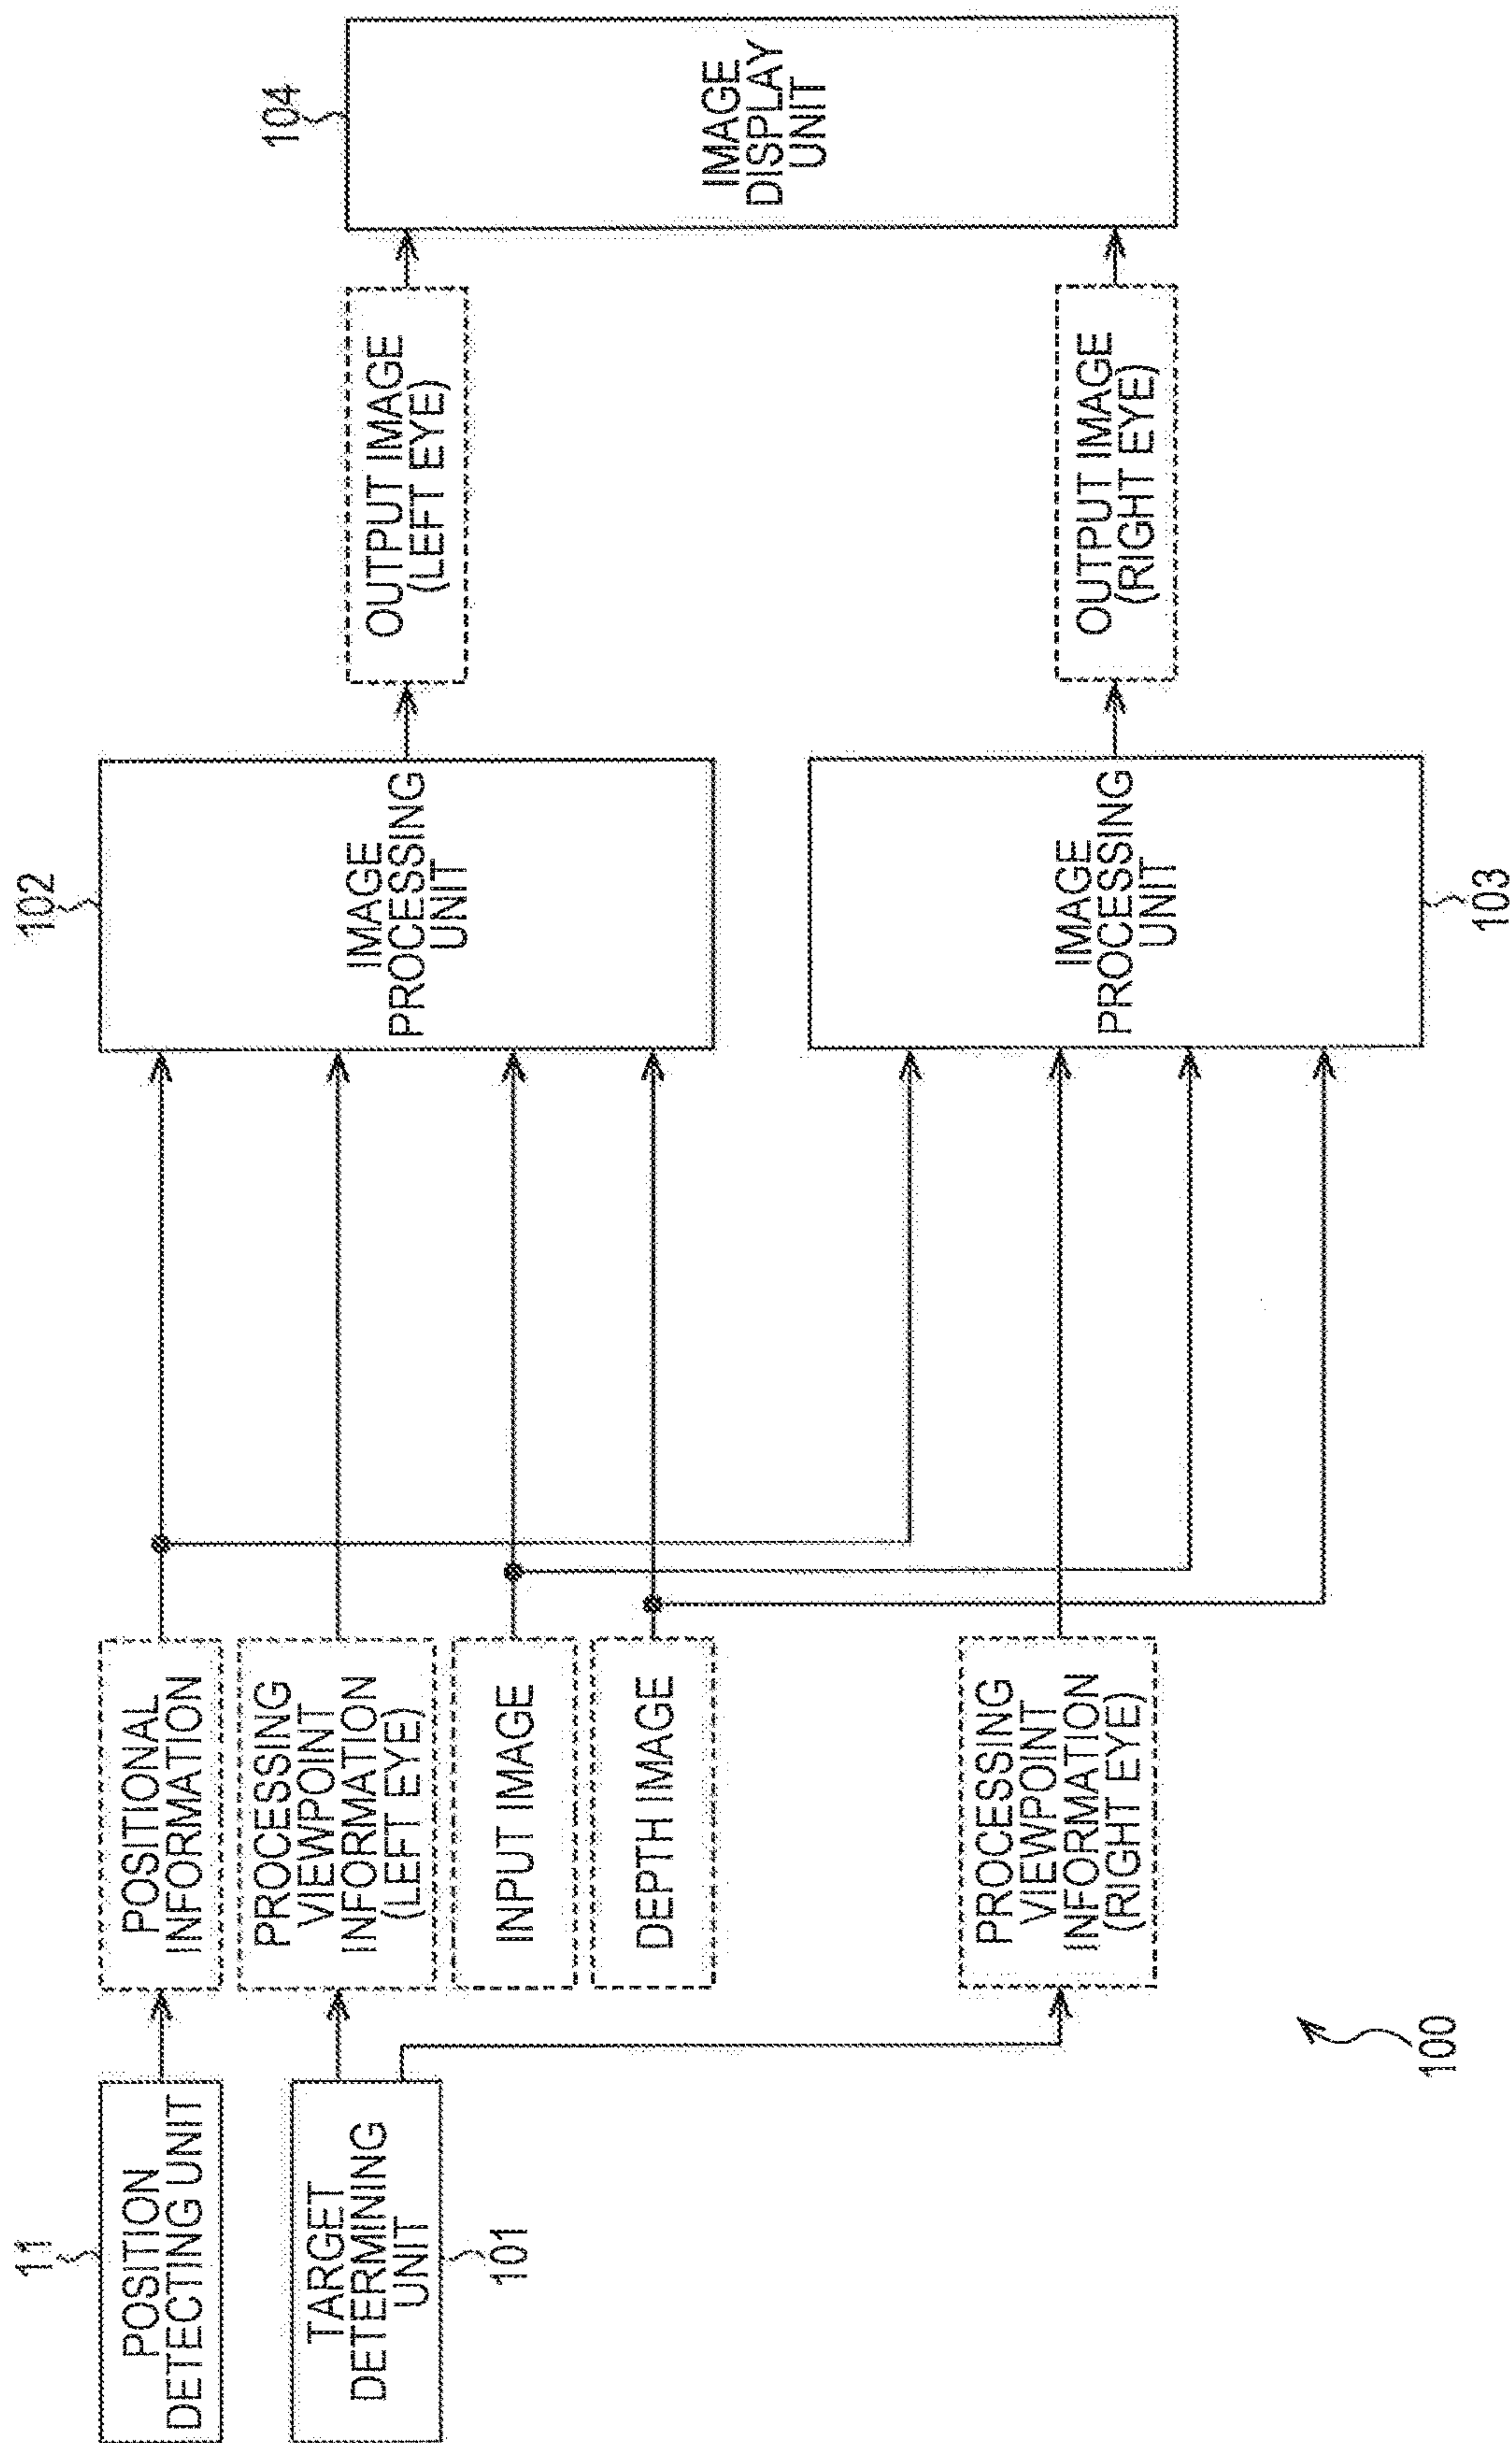 11
POSITION
DETECTING UNIT
TARGET
DETERMINING
UNIT
101
POSITIONAL
INFORMATION
PROCESSING
VIEWPOINT
INFORMATION
(LEFT EYE)
INPUT IMAGE
DEPTH IMAGE
PROCESSING
VIEWPOINT
INFORMATION
(RIGHT EYE)
100
102
IMAGE
PROCESSING
UNIT
IMAGE
PROCESSING
UNIT
103
OUTPUT IMAGE
(LEFT EYE)
OUTPUT IMAGE
(RIGHT EYE)
104
IMAGE
DISPLAY
UNIT